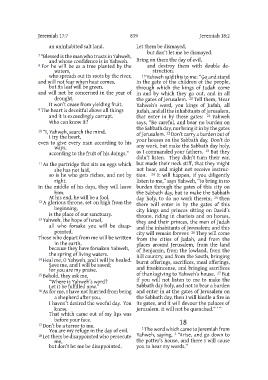 Jeremiah 17:7
839
Jeremiah 18:2
an uninhabited salt land.
7 "Blessed is the man who trusts in Yahweh,
and whose confidence is in Yahweh.
8 For he will be as a tree planted by the
waters,
who spreads out its roots by the river,
and will not fear when heat comes,
but its leaf will be green,
and will not be concerned in the year of
drought.
It won't cease from yielding fruit.
9 The heart is deceitful above all things
and it is exceedingly corrupt.
Who can know it?
10 "I, Yahweh, search the mind.
I try the heart,
even to give every man according to his
ways,
according to the fruit of his doings."
11 As the partridge that sits on eggs which
she has not laid,
so is he who gets riches, and not by
right.
In the middle of his days, they will leave
him.
At his end, he will be a fool.
12 A glorious throne, set on high from the
beginning,
is the place of our sanctuary.
13 Yahweh, the hope of Israel,
all who forsake you will be disap-
pointed.
Those who depart from me will be written
in the earth,
because they have forsaken Yahweh,
the spring of living waters.
14 Heal me, O Yahweh, and I will be healed.
Save me, and I will be saved;
for you are my praise.
15 Behold, they ask me,
"Where is Yahweh's word?
Let it be fulfilled now."
16 As for me, I have not hurried from being
a shepherd after you.
I haven't desired the woeful day. You
know.
That which came out of my lips was
before your face.
17 Don't be a terror to me.
You are my refuge in the day of evil.
18 Let them be disappointed who persecute
me,
but don't let me be disappointed.
Let them be dismayed,
but don't let me be dismayed.
Bring on them the day of evil,
and destroy them with double de-
struction.
19 Yahweh said this to me: "Go and stand
in the gate of the children of the people,
through which the kings of Judah come
in and by which they go out, and in all
the gates of Jerusalem. 20 Tell them, 'Hear
Yahweh's word, you kings of Judah, all
Judah, and all the inhabitants of Jerusalem,
that enter in by these gates: 21 Yahweh
says, "Be careful, and bear no burden on
the Sabbath day, nor bring it in by the gates
of Jerusalem. 22 Don't carry a burden out of
your houses on the Sabbath day. Don't do
any work, but make the Sabbath day holy,
as I commanded your fathers. 23 But they
didn't listen. They didn't turn their ear,
but made their neck stiff, that they might
not hear, and might not receive instruc-
tion. 24 It will happen, if you diligently
listen to me," says Yahweh, "to bring in no
burden through the gates of this city on
the Sabbath day, but to make the Sabbath
day holy, to do no work therein; 25 then
there will enter in by the gates of this
city kings and princes sitting on David's
throne, riding in chariots and on horses,
they and their princes, the men of Judah
and the inhabitants of Jerusalem; and this
city will remain forever. 26 They will come
from the cities of Judah, and from the
places around Jerusalem, from the land
of Benjamin, from the lowland, from the
hill country, and from the South, bringing
burnt offerings, sacrifices, meal offerings,
and frankincense, and bringing sacrifices
of thanksgiving to Yahweh's house. 27 But
if you will not listen to me to make the
Sabbath day holy, and not to bear a burden
and enter in at the gates of Jerusalem on
the Sabbath day, then I will kindle a fire in
its gates, and it will devour the palaces of
Jerusalem. It will not be quenched."'"
18
1 The word which came to Jeremiah from
Yahweh, saying, 2 "Arise, and go down to
the potter's house, and there I will cause
you to hear my words."